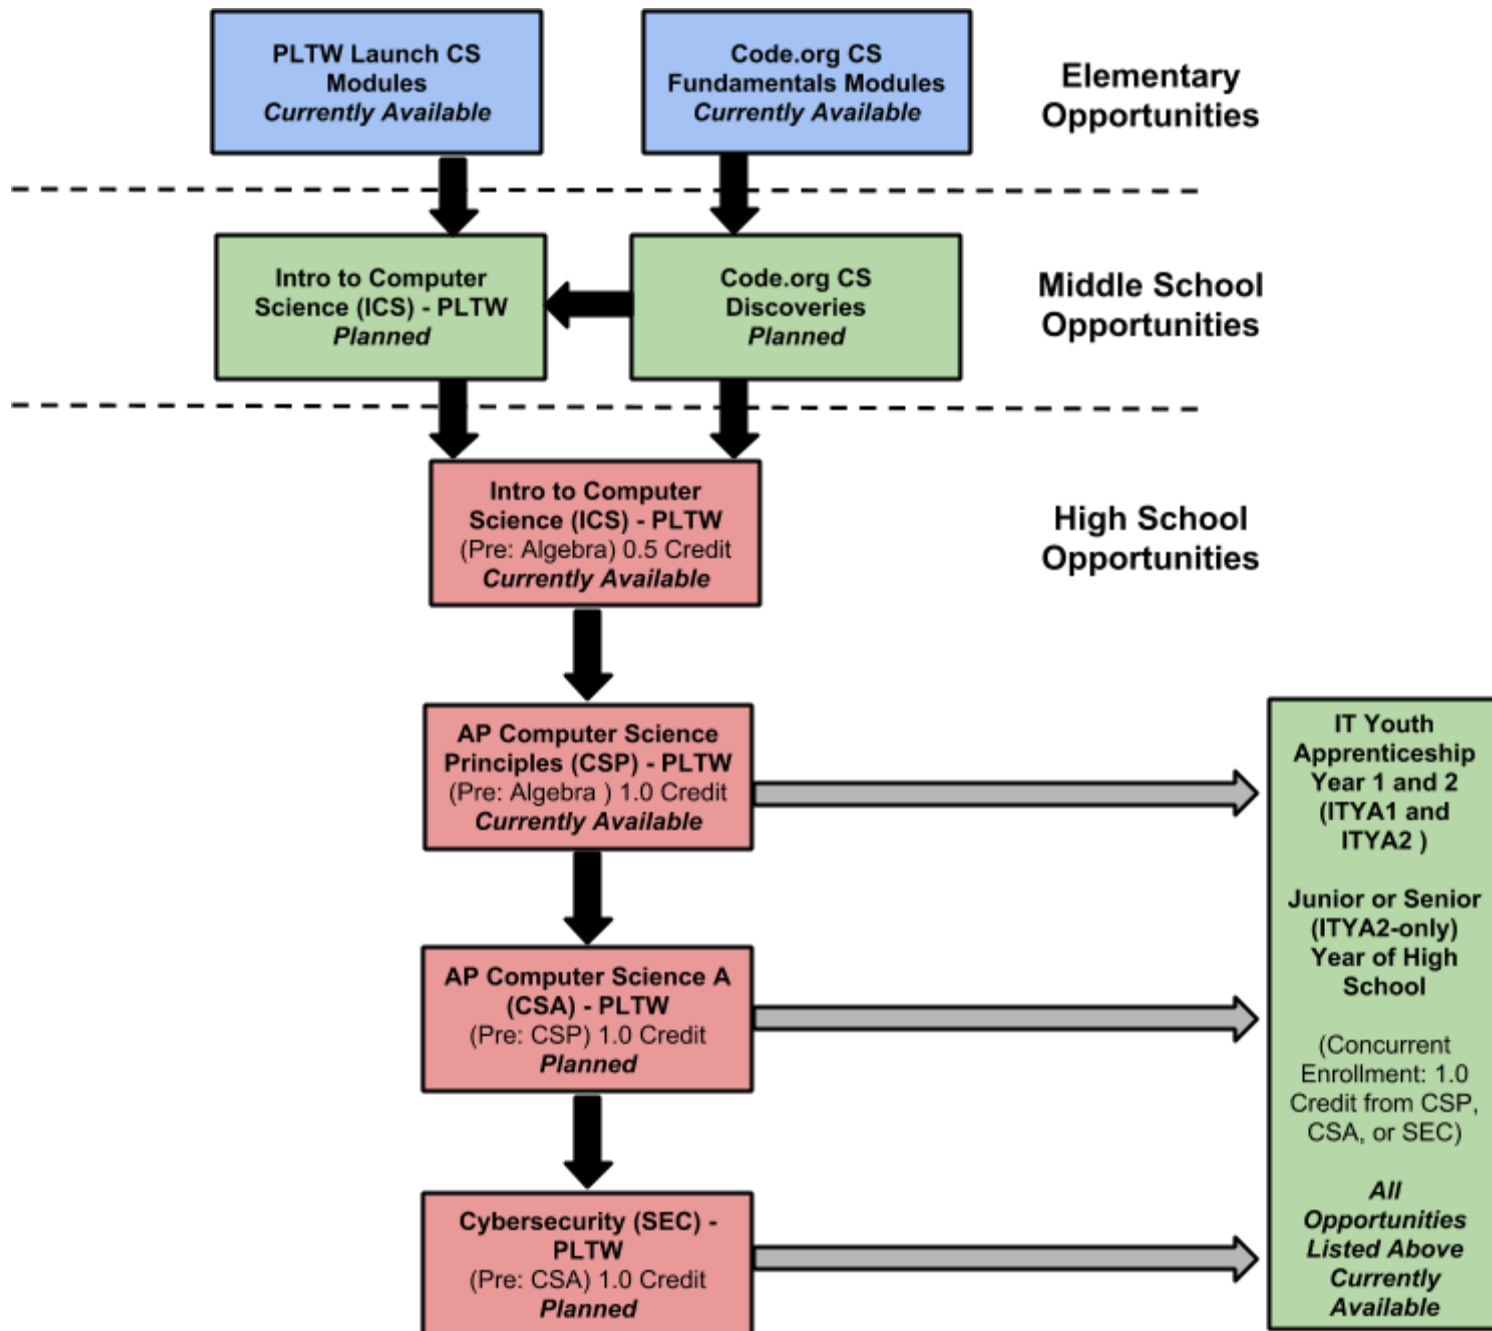 PLTW Launch CS
Modules
Currently Available
Code.org CS
Fundamentals Modules
Currently Available
Elementary
Opportunities
Intro to Computer
Science (ICS) - PLTW
Planned
Code.org CS
Discoveries
Planned
Middle School
Opportunities
Intro to Computer
Science (ICS) - PLTW
(Pre: Algebra) 0.5 Credit
Currently Available
High School
Opportunities
AP Computer Science
Principles (CSP) - PLTW
(Pre: Algebra ) 1.0 Credit
Currently Available
AP Computer Science A
(CSA) - PLTW
(Pre: CSP) 1.0 Credit
Planned
Cybersecurity (SEC) -
PLTW
(Pre: CSA) 1.0 Credit
Planned
IT Youth
Apprenticeship
Year 1 and 2
(ITYA1 and
ITYA2 )
Junior or Senior
(ITYA2-only)
Year of High
School
(Concurrent
Enrollment: 1.0
Credit from CSP,
CSA, or SEC)
All
Opportunities
Listed Above
Currently
Available